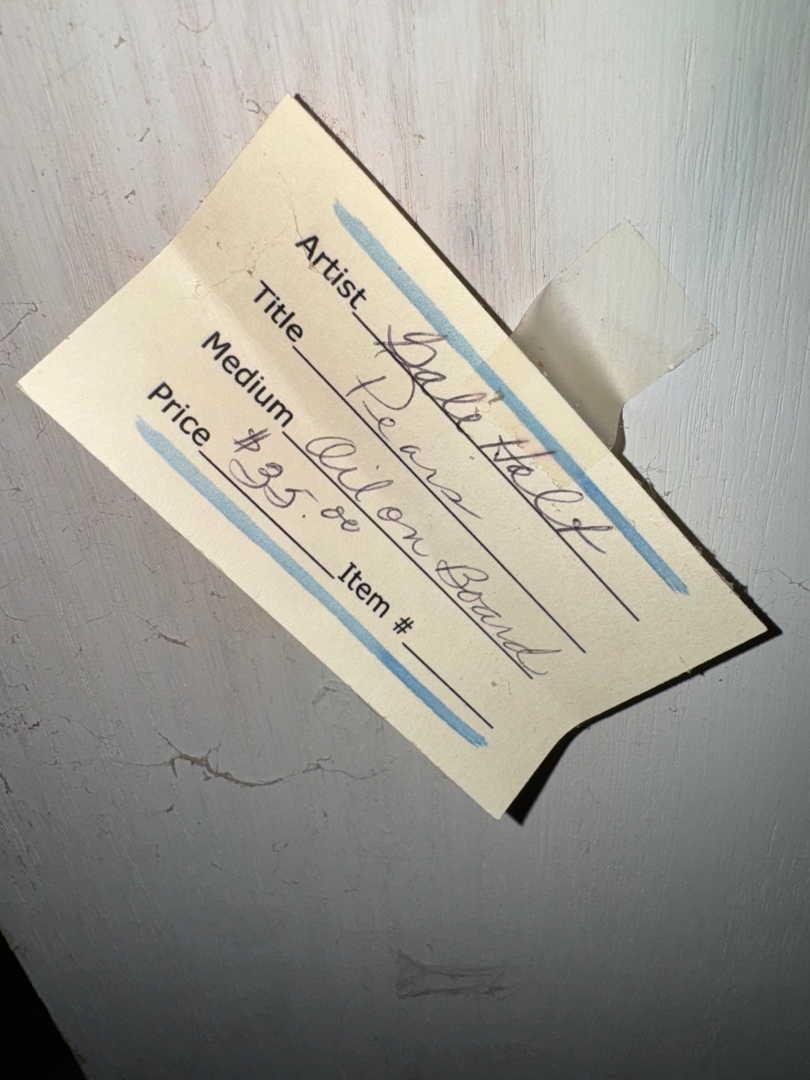 Artist Gale Holt
Title Pears
Medium Oil on Board
Price $35.00 Item #